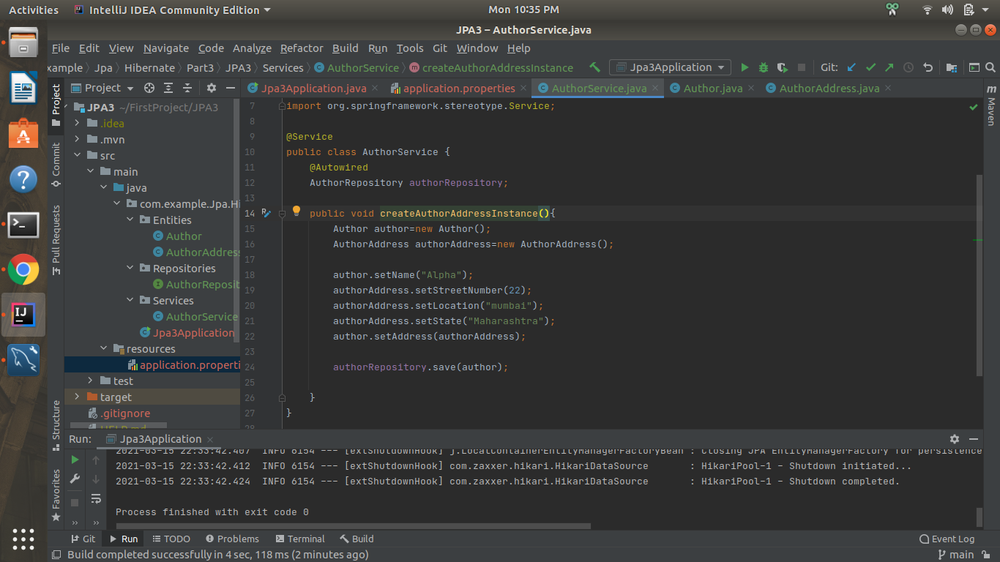 Activities IntelliJ IDEA Community Edition Mon 10:35 PM
JPA3 – AuthorService.java
File Edit View Navigate Code Analyze Refactor Build Run Tools Git Window Help
xample Jpa Hibernate Part3 JPA3 Services AuthorService createAuthorAddressInstance Jpa3Application Git:
Project Jpa3Application.java application.properties AuthorService.java Author.java AuthorAddress.java
Project
Commit
Pull Requests
Structure
Favorites
Maven
JPA3 ~/FirstProject/JPA3
.idea
.mvn
src
main
java
com.example.Jpa.Hi
Entities
Author
AuthorAddres
Repositories
AuthorReposit
Services
AuthorService
Jpa3Application
resources
application.properti
test
target
.gitignore
HELP.md
7 import org.springframework.stereotype.Service;
8
9 @Service
10 public class AuthorService {
11 @Autowired
12 AuthorRepository authorRepository;
13
14 public void createAuthorAddressInstance(){
15 Author author=new Author();
16 AuthorAddress authorAddress=new AuthorAddress();
17
18 author.setName("Alpha");
19 authorAddress.setStreetNumber(22);
20 authorAddress.setLocation("mumbai");
21 authorAddress.setState("Maharashtra");
22 author.setAddress(authorAddress);
23
24 authorRepository.save(author);
25
26 }
27 }
28
Run: Jpa3Application
2021-03-15 22:33:42.407 INFO 6154 --- [extShutdownHook] j.LocalContainerEntityManagerFactoryBean : Closing JPA EntityManagerFactory for persistence
2021-03-15 22:33:42.412 INFO 6154 --- [extShutdownHook] com.zaxxer.hikari.HikariDataSource : HikariPool-1 - Shutdown initiated...
2021-03-15 22:33:42.424 INFO 6154 --- [extShutdownHook] com.zaxxer.hikari.HikariDataSource : HikariPool-1 - Shutdown completed.
Process finished with exit code 0
Git Run TODO Problems Terminal Build Event Log
Build completed successfully in 4 sec, 118 ms (2 minutes ago) main